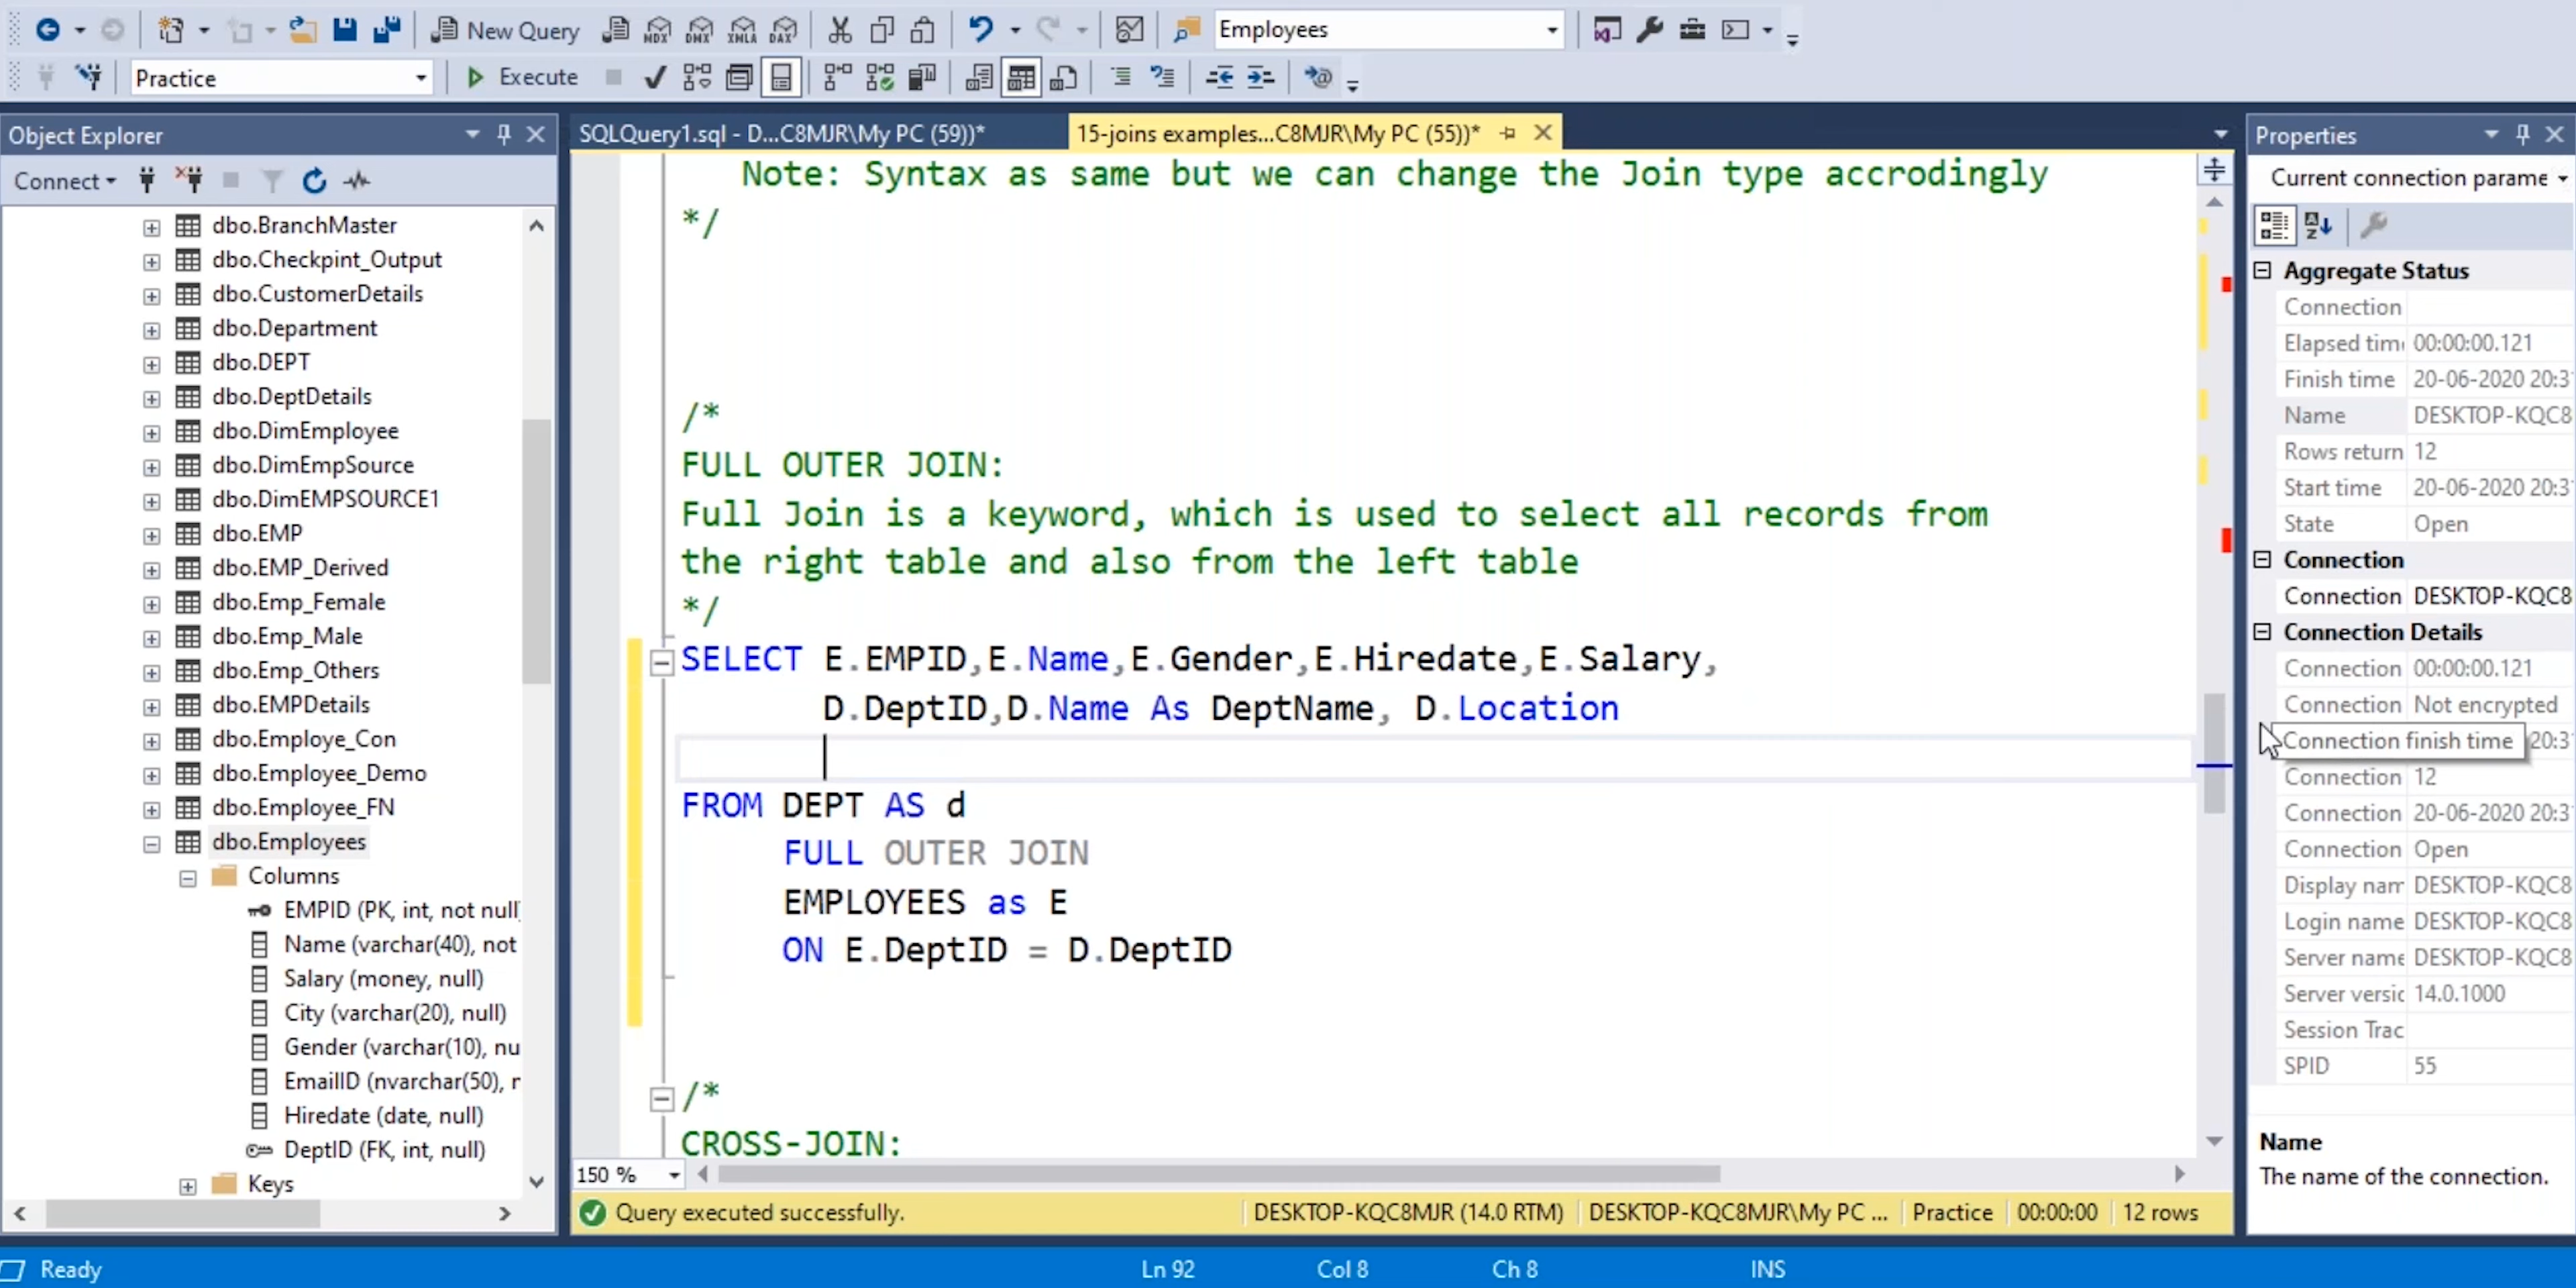 New Query
MDX
DMX
XMLA
DAX
Employees
Practice
Execute
Object Explorer
Connect
dbo.BranchMaster
dbo.Checkpint_Output
dbo.CustomerDetails
dbo.Department
dbo.DEPT
dbo.DeptDetails
dbo.DimEmployee
dbo.DimEmpSource
dbo.DimEMPSOURCE1
dbo.EMP
dbo.EMP_Derived
dbo.Emp_Female
dbo.Emp_Male
dbo.Emp_Others
dbo.EMPDetails
dbo.Employe_Con
dbo.Employee_Demo
dbo.Employee_FN
dbo.Employees
Columns
EMPID (PK, int, not null
Name (varchar(40), not
Salary (money, null)
City (varchar(20), null)
Gender (varchar(10), nu
EmailID (nvarchar(50), r
Hiredate (date, null)
DeptID (FK, int, null)
Keys
SQLQuery1.sql - D...C8MJR\My PC (59))*
15-joins examples...C8MJR\My PC (55))*
Note: Syntax as same but we can change the Join type accrodingly
*/
/*
FULL OUTER JOIN:
Full Join is a keyword, which is used to select all records from
the right table and also from the left table
*/
SELECT E.EMPID,E.Name,E.Gender,E.Hiredate,E.Salary,
D.DeptID,D.Name As DeptName, D.Location
FROM DEPT AS d
FULL OUTER JOIN
EMPLOYEES as E
ON E.DeptID = D.DeptID
/*
CROSS-JOIN:
150 %
Query executed successfully.
DESKTOP-KQC8MJR (14.0 RTM)
DESKTOP-KQC8MJR\My PC ...
Practice
00:00:00
12 rows
Properties
Current connection parame
Aggregate Status
Connection
Elapsed tim 00:00:00.121
Finish time 20-06-2020 20:3
Name DESKTOP-KQC8
Rows return 12
Start time 20-06-2020 20:3
State Open
Connection
Connection DESKTOP-KQC8
Connection Details
Connection 00:00:00.121
Connection Not encrypted
Connection finish time 20:3
Connection 12
Connection 20-06-2020 20:3
Connection Open
Display nam DESKTOP-KQC8
Login name DESKTOP-KQC8
Server name DESKTOP-KQC8
Server versic 14.0.1000
Session Trac
SPID 55
Name
The name of the connection.
Ready
Ln 92
Col 8
Ch 8
INS